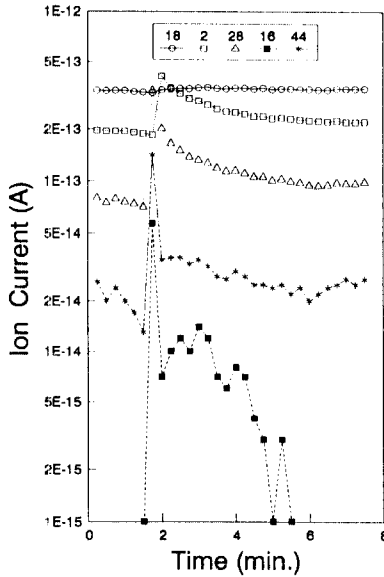 1E-12
18 2 28 16 44
5E-13
2E-13
1E-13
5E-14
2E-14
1E-14
5E-15
2E-15
1E-15
0 2 4 6 8
Ion Current (A)
Time (min.)